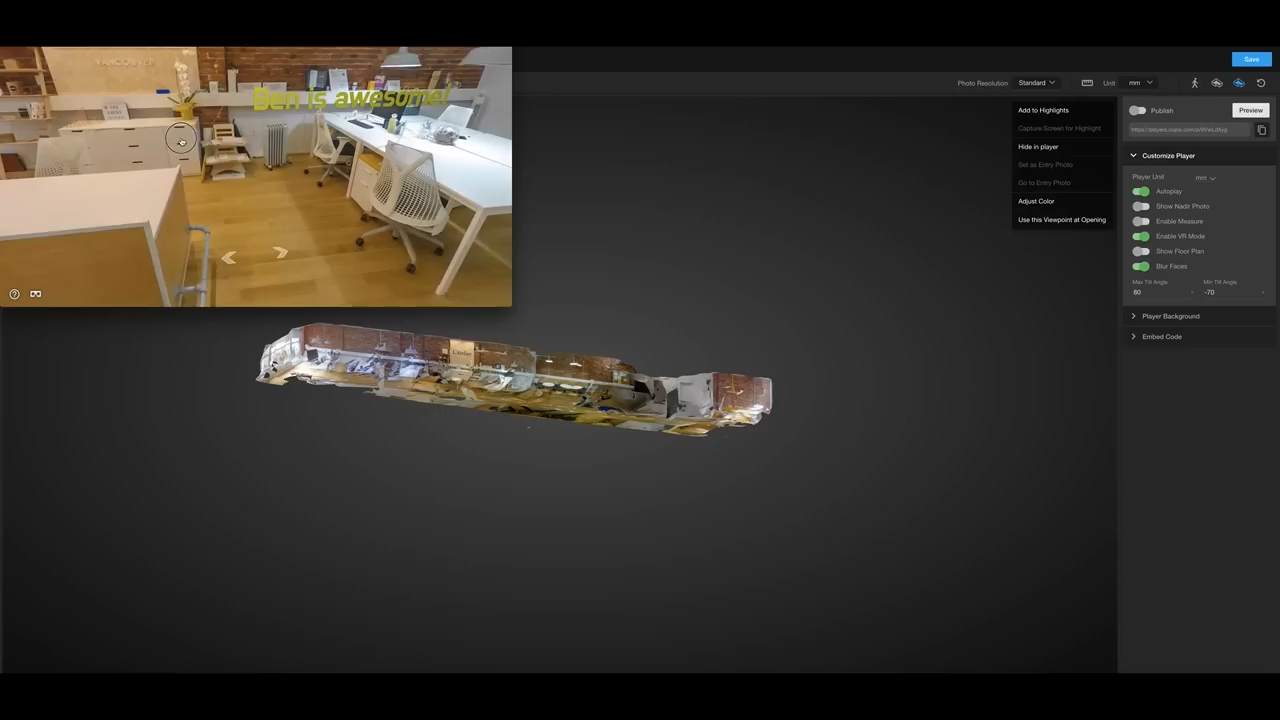 Save
Photo Resolution Standard Unit mm
VANCOUVER
Ben is awesome!
Add to Highlights
Capture Screen for Highlight
Hide in player
Set as Entry Photo
Go to Entry Photo
Adjust Color
Use this Viewpoint at Opening
Publish
Preview
Customize Player
Player Unit mm
Autoplay
Show Nadir Photo
Enable Measure
Enable VR Mode
Show Floor Plan
Blur Faces
Max Tilt Angle Min Tilt Angle
80 -70
Player Background
Embed Code